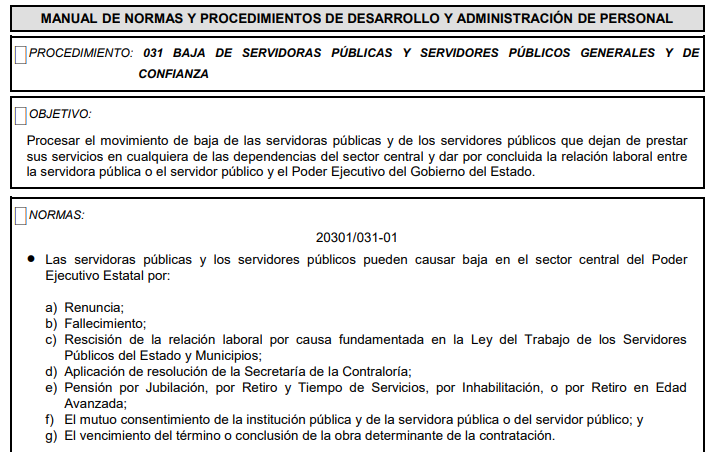 MANUAL DE NORMAS Y PROCEDIMIENTOS DE DESARROLLO Y ADMINISTRACIÓN DE PERSONAL
PROCEDIMIENTO: 031 BAJA DE SERVIDORAS PÚBLICAS Y SERVIDORES PÚBLICOS GENERALES Y DE
CONFIANZA
OBJETIVO:
Procesar el movimiento de baja de las servidoras públicas y de los servidores públicos que dejan de prestar
sus servicios en cualquiera de las dependencias del sector central y dar por concluida la relación laboral entre
la servidora pública o el servidor público y el Poder Ejecutivo del Gobierno del Estado.
NORMAS:
20301/031-01
● Las servidoras públicas y los servidores públicos pueden causar baja en el sector central del Poder
Ejecutivo Estatal por:
a) Renuncia;
b) Fallecimiento;
c) Rescisión de la relación laboral por causa fundamentada en la Ley del Trabajo de los Servidores
Públicos del Estado y Municipios;
d) Aplicación de resolución de la Secretaría de la Contraloría;
e) Pensión por Jubilación, por Retiro y Tiempo de Servicios, por Inhabilitación, o por Retiro en Edad
Avanzada;
f) El mutuo consentimiento de la institución pública y de la servidora pública o del servidor público; y
g) El vencimiento del término o conclusión de la obra determinante de la contratación.